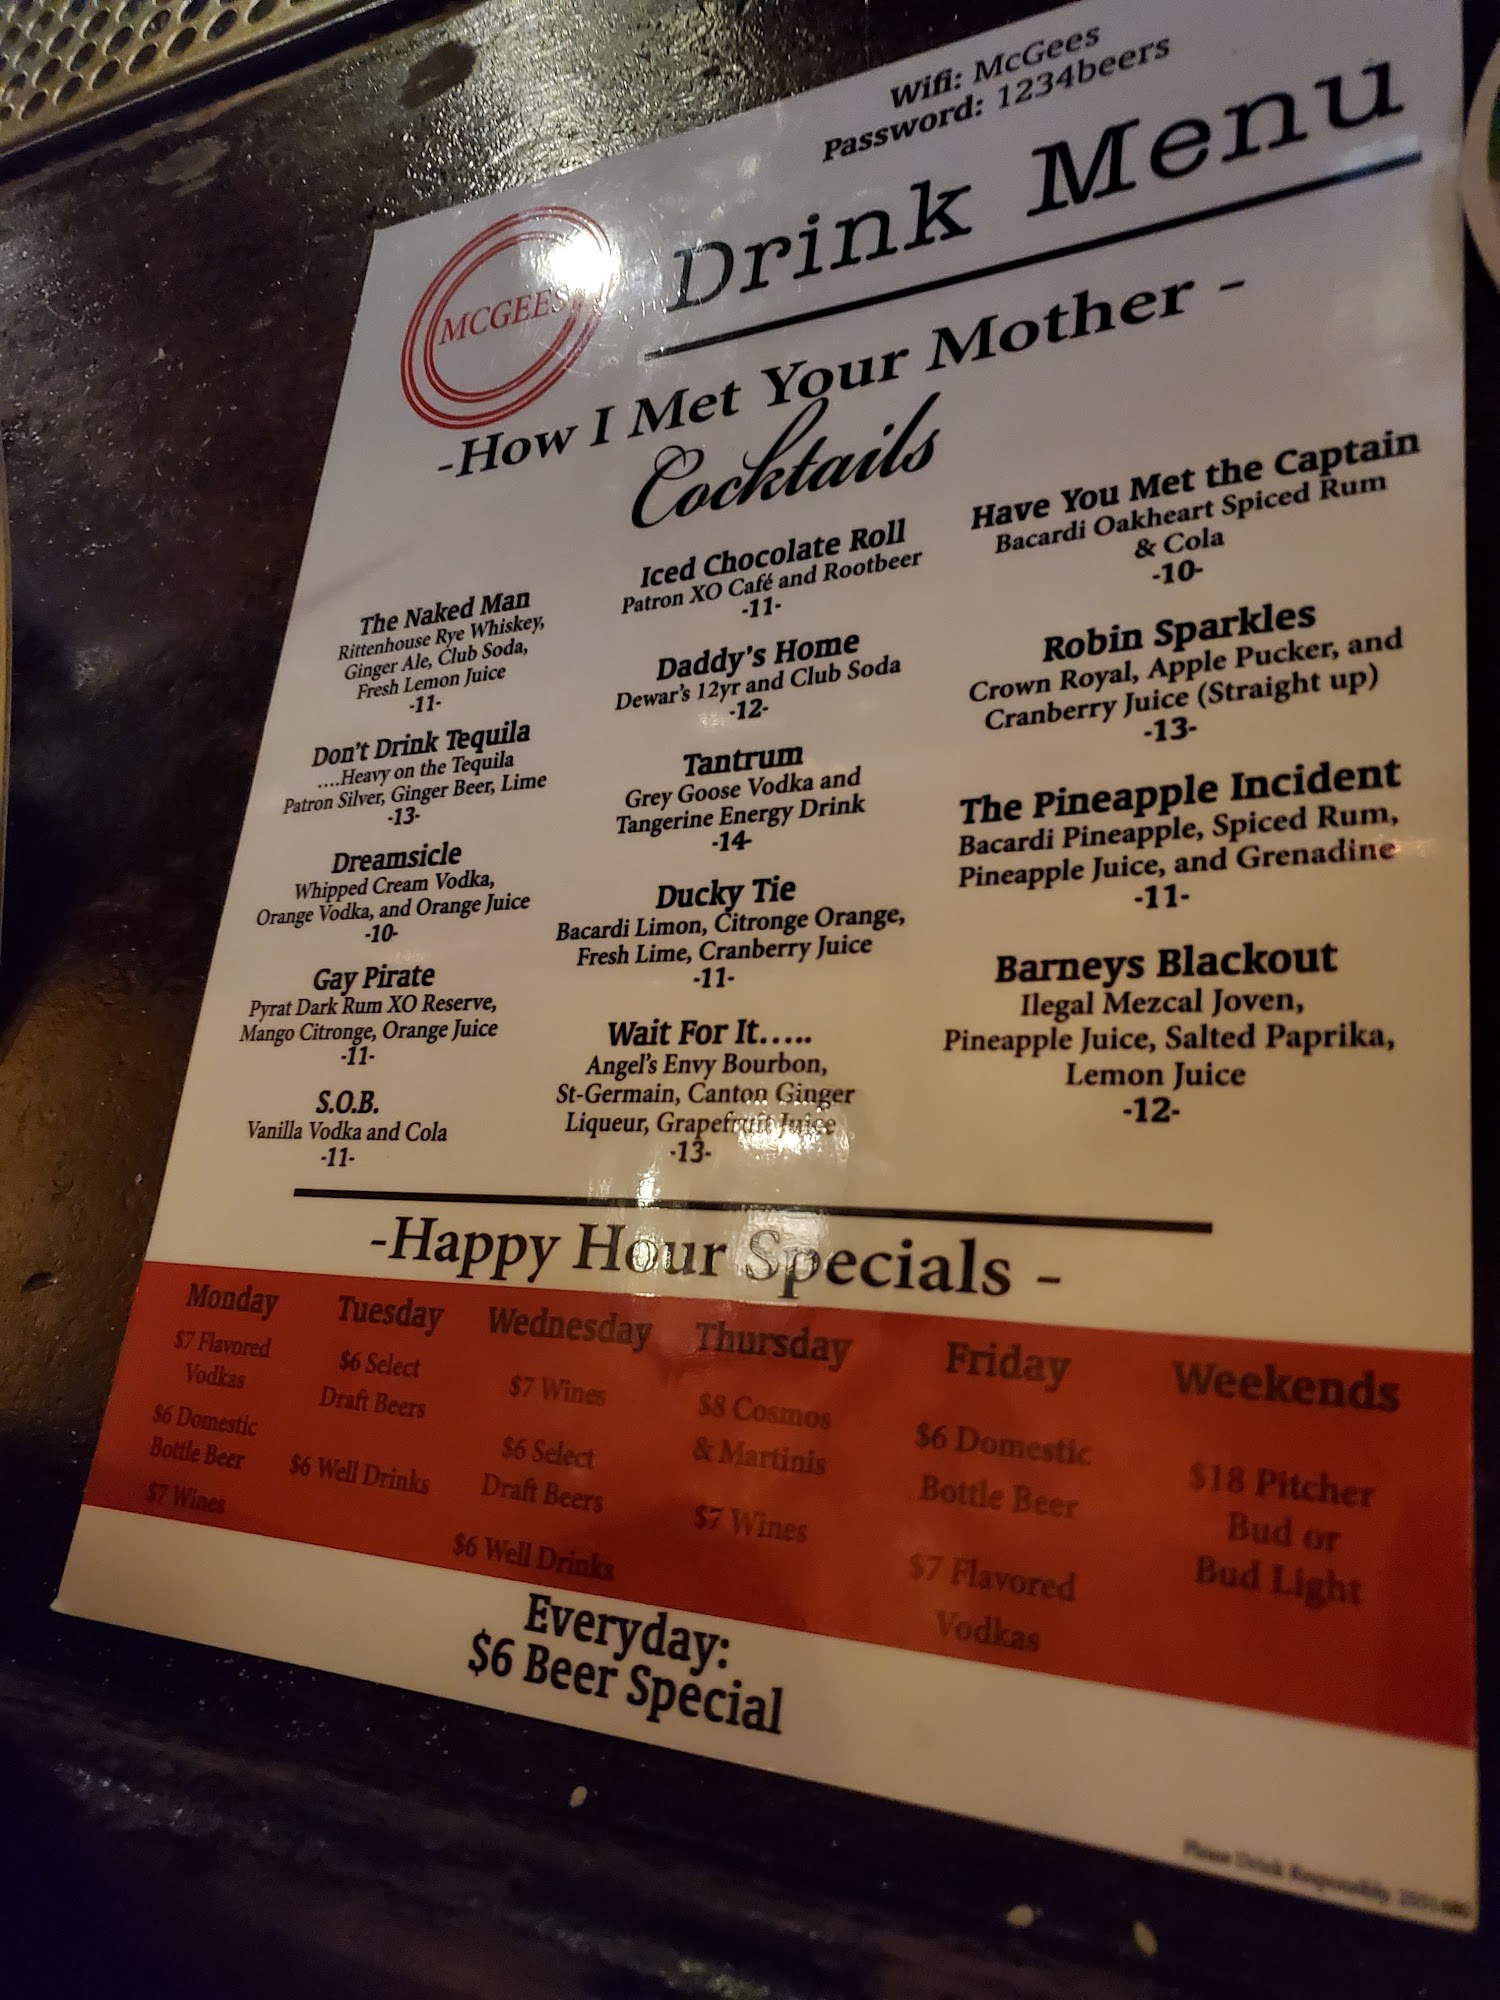 Wifi: McGees
Password: 1234beers
MCGEES
Drink Menu
-How I Met Your Mother -
Cocktails
The Naked Man
Rittenhouse Rye Whiskey,
Ginger Ale, Club Soda,
Fresh Lemon Juice
-11-
Don't Drink Tequila
....Heavy on the Tequila
Patron Silver, Ginger Beer, Lime
-13-
Dreamsicle
Whipped Cream Vodka,
Orange Vodka, and Orange Juice
-10-
Gay Pirate
Pyrat Dark Rum XO Reserve,
Mango Citronge, Orange Juice
-11-
S.O.B.
Vanilla Vodka and Cola
-11-
Iced Chocolate Roll
Patron XO Café and Rootbeer
-11-
Daddy's Home
Dewar's 12yr and Club Soda
-12-
Tantrum
Grey Goose Vodka and
Tangerine Energy Drink
-14-
Ducky Tie
Bacardi Limon, Citronge Orange,
Fresh Lime, Cranberry Juice
-11-
Wait For It.....
Angel's Envy Bourbon,
St-Germain, Canton Ginger
Liqueur, Grapefruit Juice
-13-
Have You Met the Captain
Bacardi Oakheart Spiced Rum
& Cola
-10-
Robin Sparkles
Crown Royal, Apple Pucker, and
Cranberry Juice (Straight up)
-13-
The Pineapple Incident
Bacardi Pineapple, Spiced Rum,
Pineapple Juice, and Grenadine
-11-
Barneys Blackout
Ilegal Mezcal Joven,
Pineapple Juice, Salted Paprika,
Lemon Juice
-12-
-Happy Hour Specials -
Monday
$7 Flavored
Vodkas
$6 Domestic
Bottle Beer
$7 Wines
Tuesday
$6 Select
Draft Beers
$6 Well Drinks
Wednesday
$7 Wines
$6 Select
Draft Beers
$6 Well Drinks
Thursday
$8 Cosmos
& Martinis
$7 Wines
Friday
$6 Domestic
Bottle Beer
$7 Flavored
Vodkas
Weekends
$18 Pitcher
Bud or
Bud Light
Everyday:
$6 Beer Special
Please Drink Responsibly